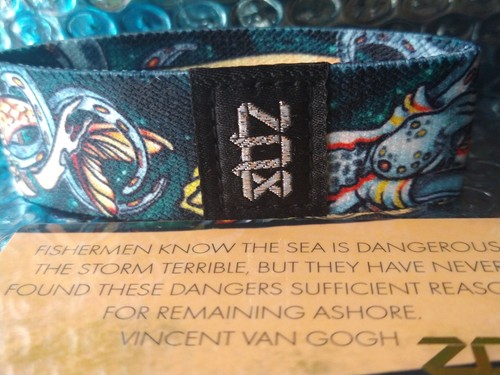 FISHERMEN KNOW THE SEA IS DANGEROUS
THE STORM TERRIBLE, BUT THEY HAVE NEVER
FOUND THESE DANGERS SUFFICIENT REASO
FOR REMAINING ASHORE.
VINCENT VAN GOGH